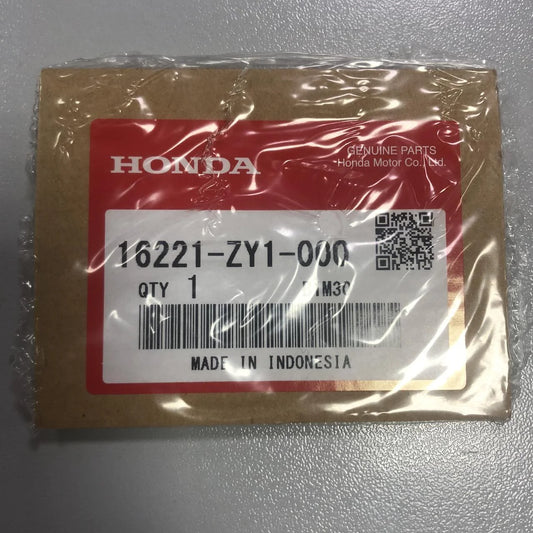 HONDA
GENUINE PARTS
Honda Motor Co., Ltd.
16221-ZY1-000
QTY 1
MADE IN INDONESIA